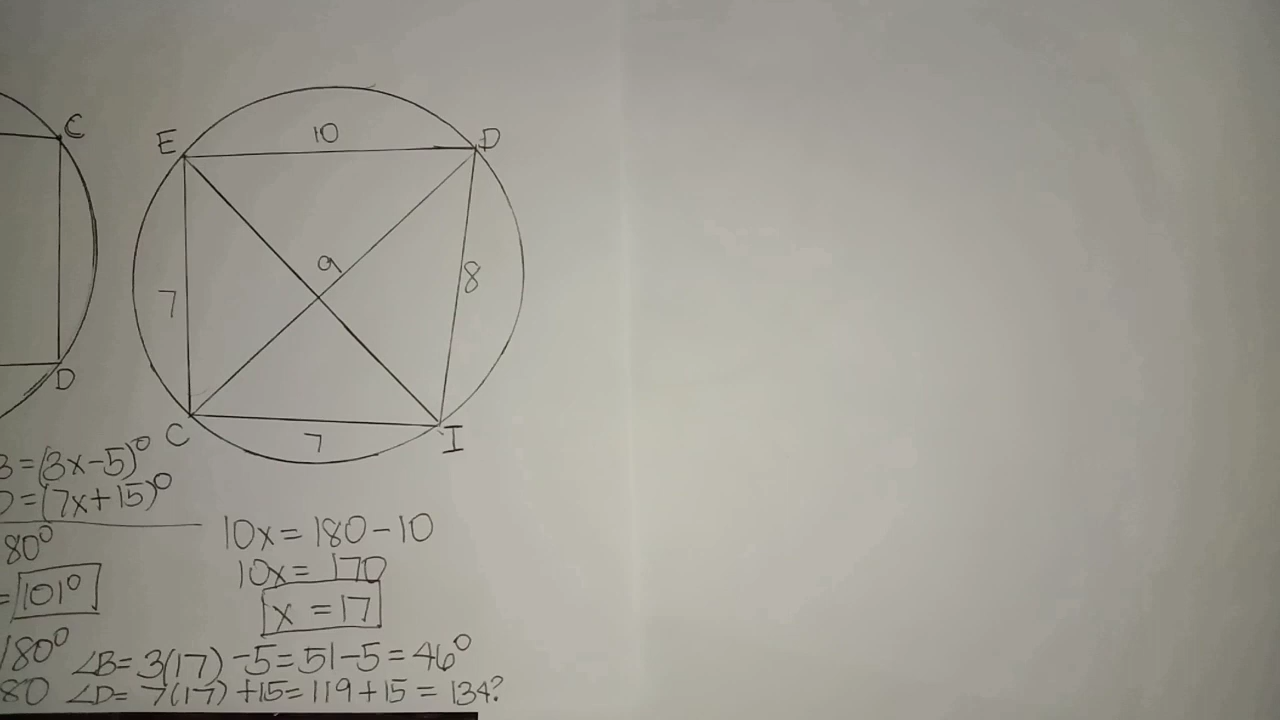 C
E
10
D
9
7
8
D
C
7
I
B=(3x-5)°
D=(7x+15)°
80°
=101°
180°
80
10x=180-10
10x=170
x=17
∠B=3(17)-5=51-5=46°
∠D=7(17)+15=119+15=134?